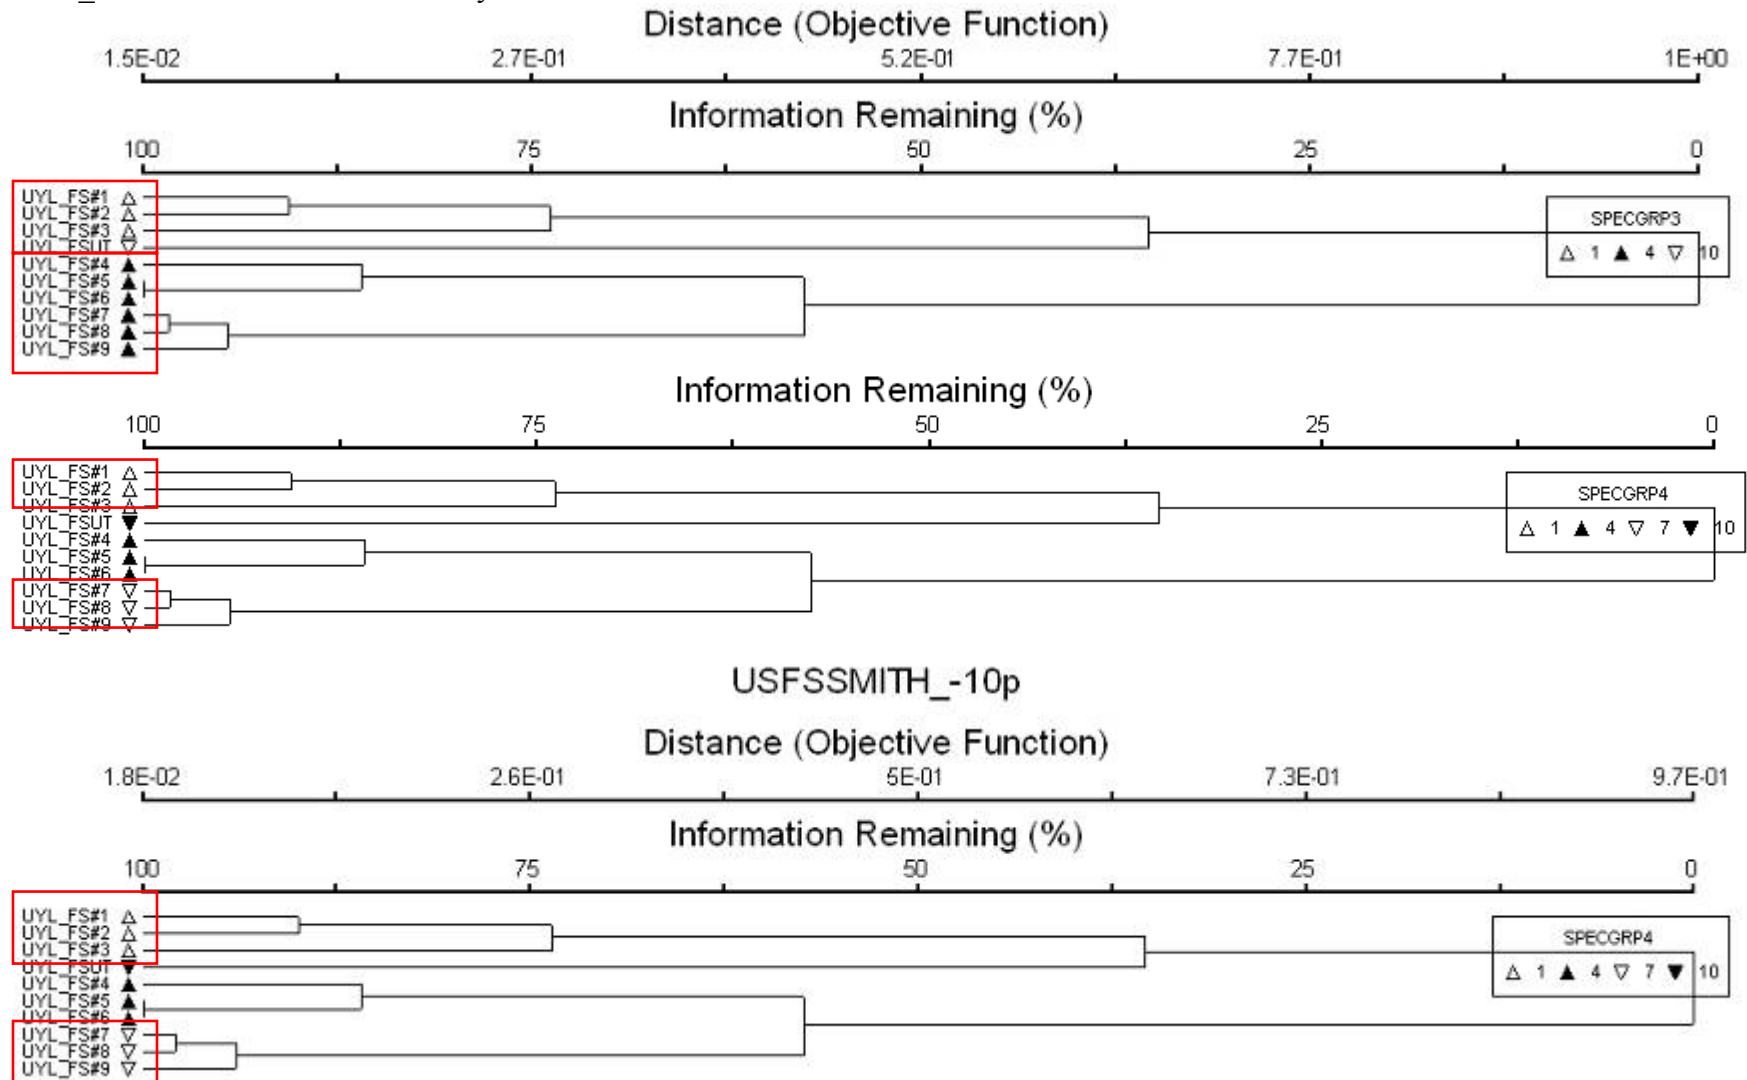 Distance (Objective Function)
1.5E-02 2.7E-01 5.2E-01 7.7E-01 1E+00
Information Remaining (%)
100 75 50 25 0
UYL_FS#1
UYL_FS#2
UYL_FS#3
UYL_FSUT
UYL_FS#4
UYL_FS#5
UYL_FS#6
UYL_FS#7
UYL_FS#8
UYL_FS#9
SPECGRP3
△ 1 ▲ 4 ▽ 10
Information Remaining (%)
100 75 50 25 0
UYL_FS#1
UYL_FS#2
UYL_FS#3
UYL_FSUT
UYL_FS#4
UYL_FS#5
UYL_FS#6
UYL_FS#7
UYL_FS#8
UYL_FS#9
SPECGRP4
△ 1 ▲ 4 ▽ 7 ▼ 10
USFSSMITH_-10p
Distance (Objective Function)
1.8E-02 2.6E-01 5E-01 7.3E-01 9.7E-01
Information Remaining (%)
100 75 50 25 0
UYL_FS#1
UYL_FS#2
UYL_FS#3
UYL_FSUT
UYL_FS#4
UYL_FS#5
UYL_FS#6
UYL_FS#7
UYL_FS#8
UYL_FS#9
SPECGRP4
△ 1 ▲ 4 ▽ 7 ▼ 10